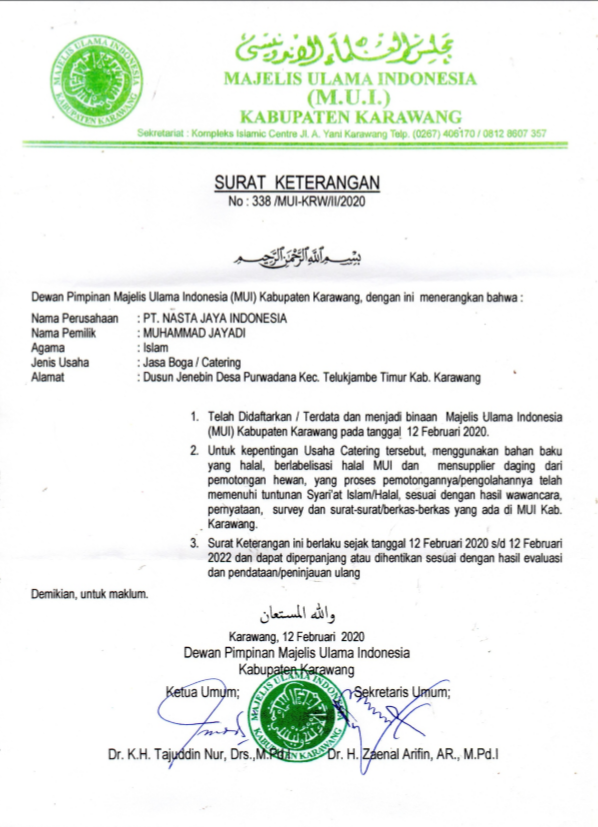 مجلس العلماء الاندونيسي
MAJELIS ULAMA INDONESIA
(M.U.I.)
KABUPATEN KARAWANG
Sekretariat : Kompleks Islamic Centre Jl. A. Yani Karawang Telp. (0267) 406170 / 0812 8607 357
MAJELIS ULAMA INDONESIA
KABUPATEN KARAWANG
SURAT KETERANGAN
No : 338 /MUI-KRW/II/2020
بسم الله الرحمن الرحيم
Dewan Pimpinan Majelis Ulama Indonesia (MUI) Kabupaten Karawang, dengan ini menerangkan bahwa :
Nama Perusahaan : PT. NASTA JAYA INDONESIA
Nama Pemilik : MUHAMMAD JAYADI
Agama : Islam
Jenis Usaha : Jasa Boga / Catering
Alamat : Dusun Jenebin Desa Purwadana Kec. Telukjambe Timur Kab. Karawang
1. Telah Didaftarkan / Terdata dan menjadi binaan Majelis Ulama Indonesia
(MUI) Kabupaten Karawang pada tanggal 12 Februari 2020.
2. Untuk kepentingan Usaha Catering tersebut, menggunakan bahan baku
yang halal, berlabelisasi halal MUI dan mensupplier daging dari
pemotongan hewan, yang proses pemotongannya/pengolahannya telah
memenuhi tuntunan Syari'at Islam/Halal, sesuai dengan hasil wawancara,
pernyataan, survey dan surat-surat/berkas-berkas yang ada di MUI Kab.
Karawang.
3. Surat Keterangan ini berlaku sejak tanggal 12 Februari 2020 s/d 12 Februari
2022 dan dapat diperpanjang atau dihentikan sesuai dengan hasil evaluasi
dan pendataan/peninjauan ulang
Demikian, untuk maklum.
والله المستعان
Karawang, 12 Februari 2020
Dewan Pimpinan Majelis Ulama Indonesia
Kabupaten Karawang
Ketua Umum; Sekretaris Umum;
MAJELIS ULAMA INDONESIA
KABUPATEN KARAWANG
Dr. K.H. Tajuddin Nur, Drs.,M.Pd.I Dr. H. Zaenal Arifin, AR., M.Pd.I